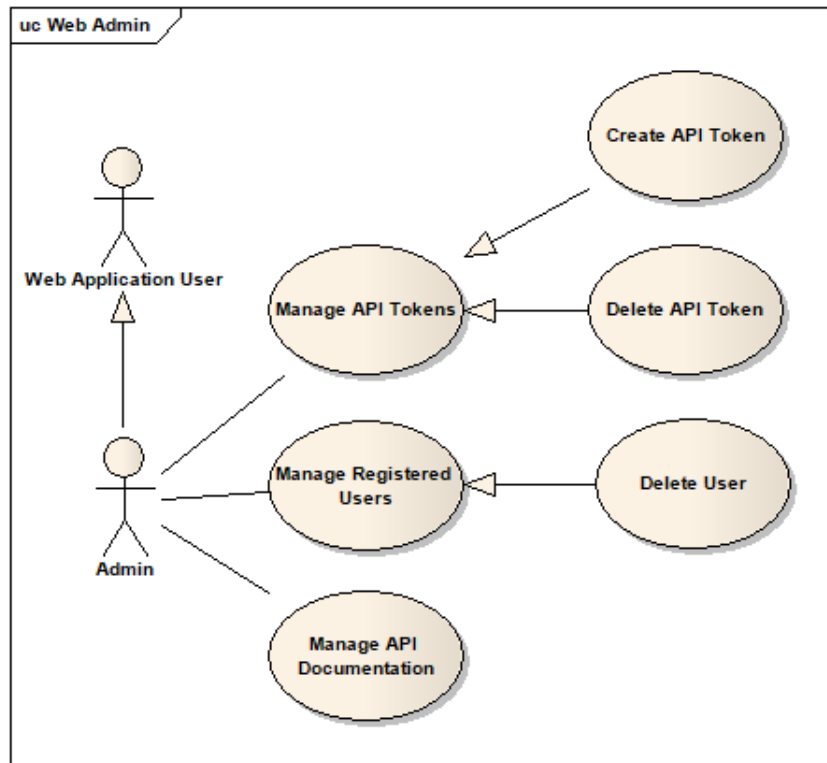 uc Web Admin
Create API Token
Web Application User
Manage API Tokens
Delete API Token
Manage Registered
Users
Delete User
Admin
Manage API
Documentation